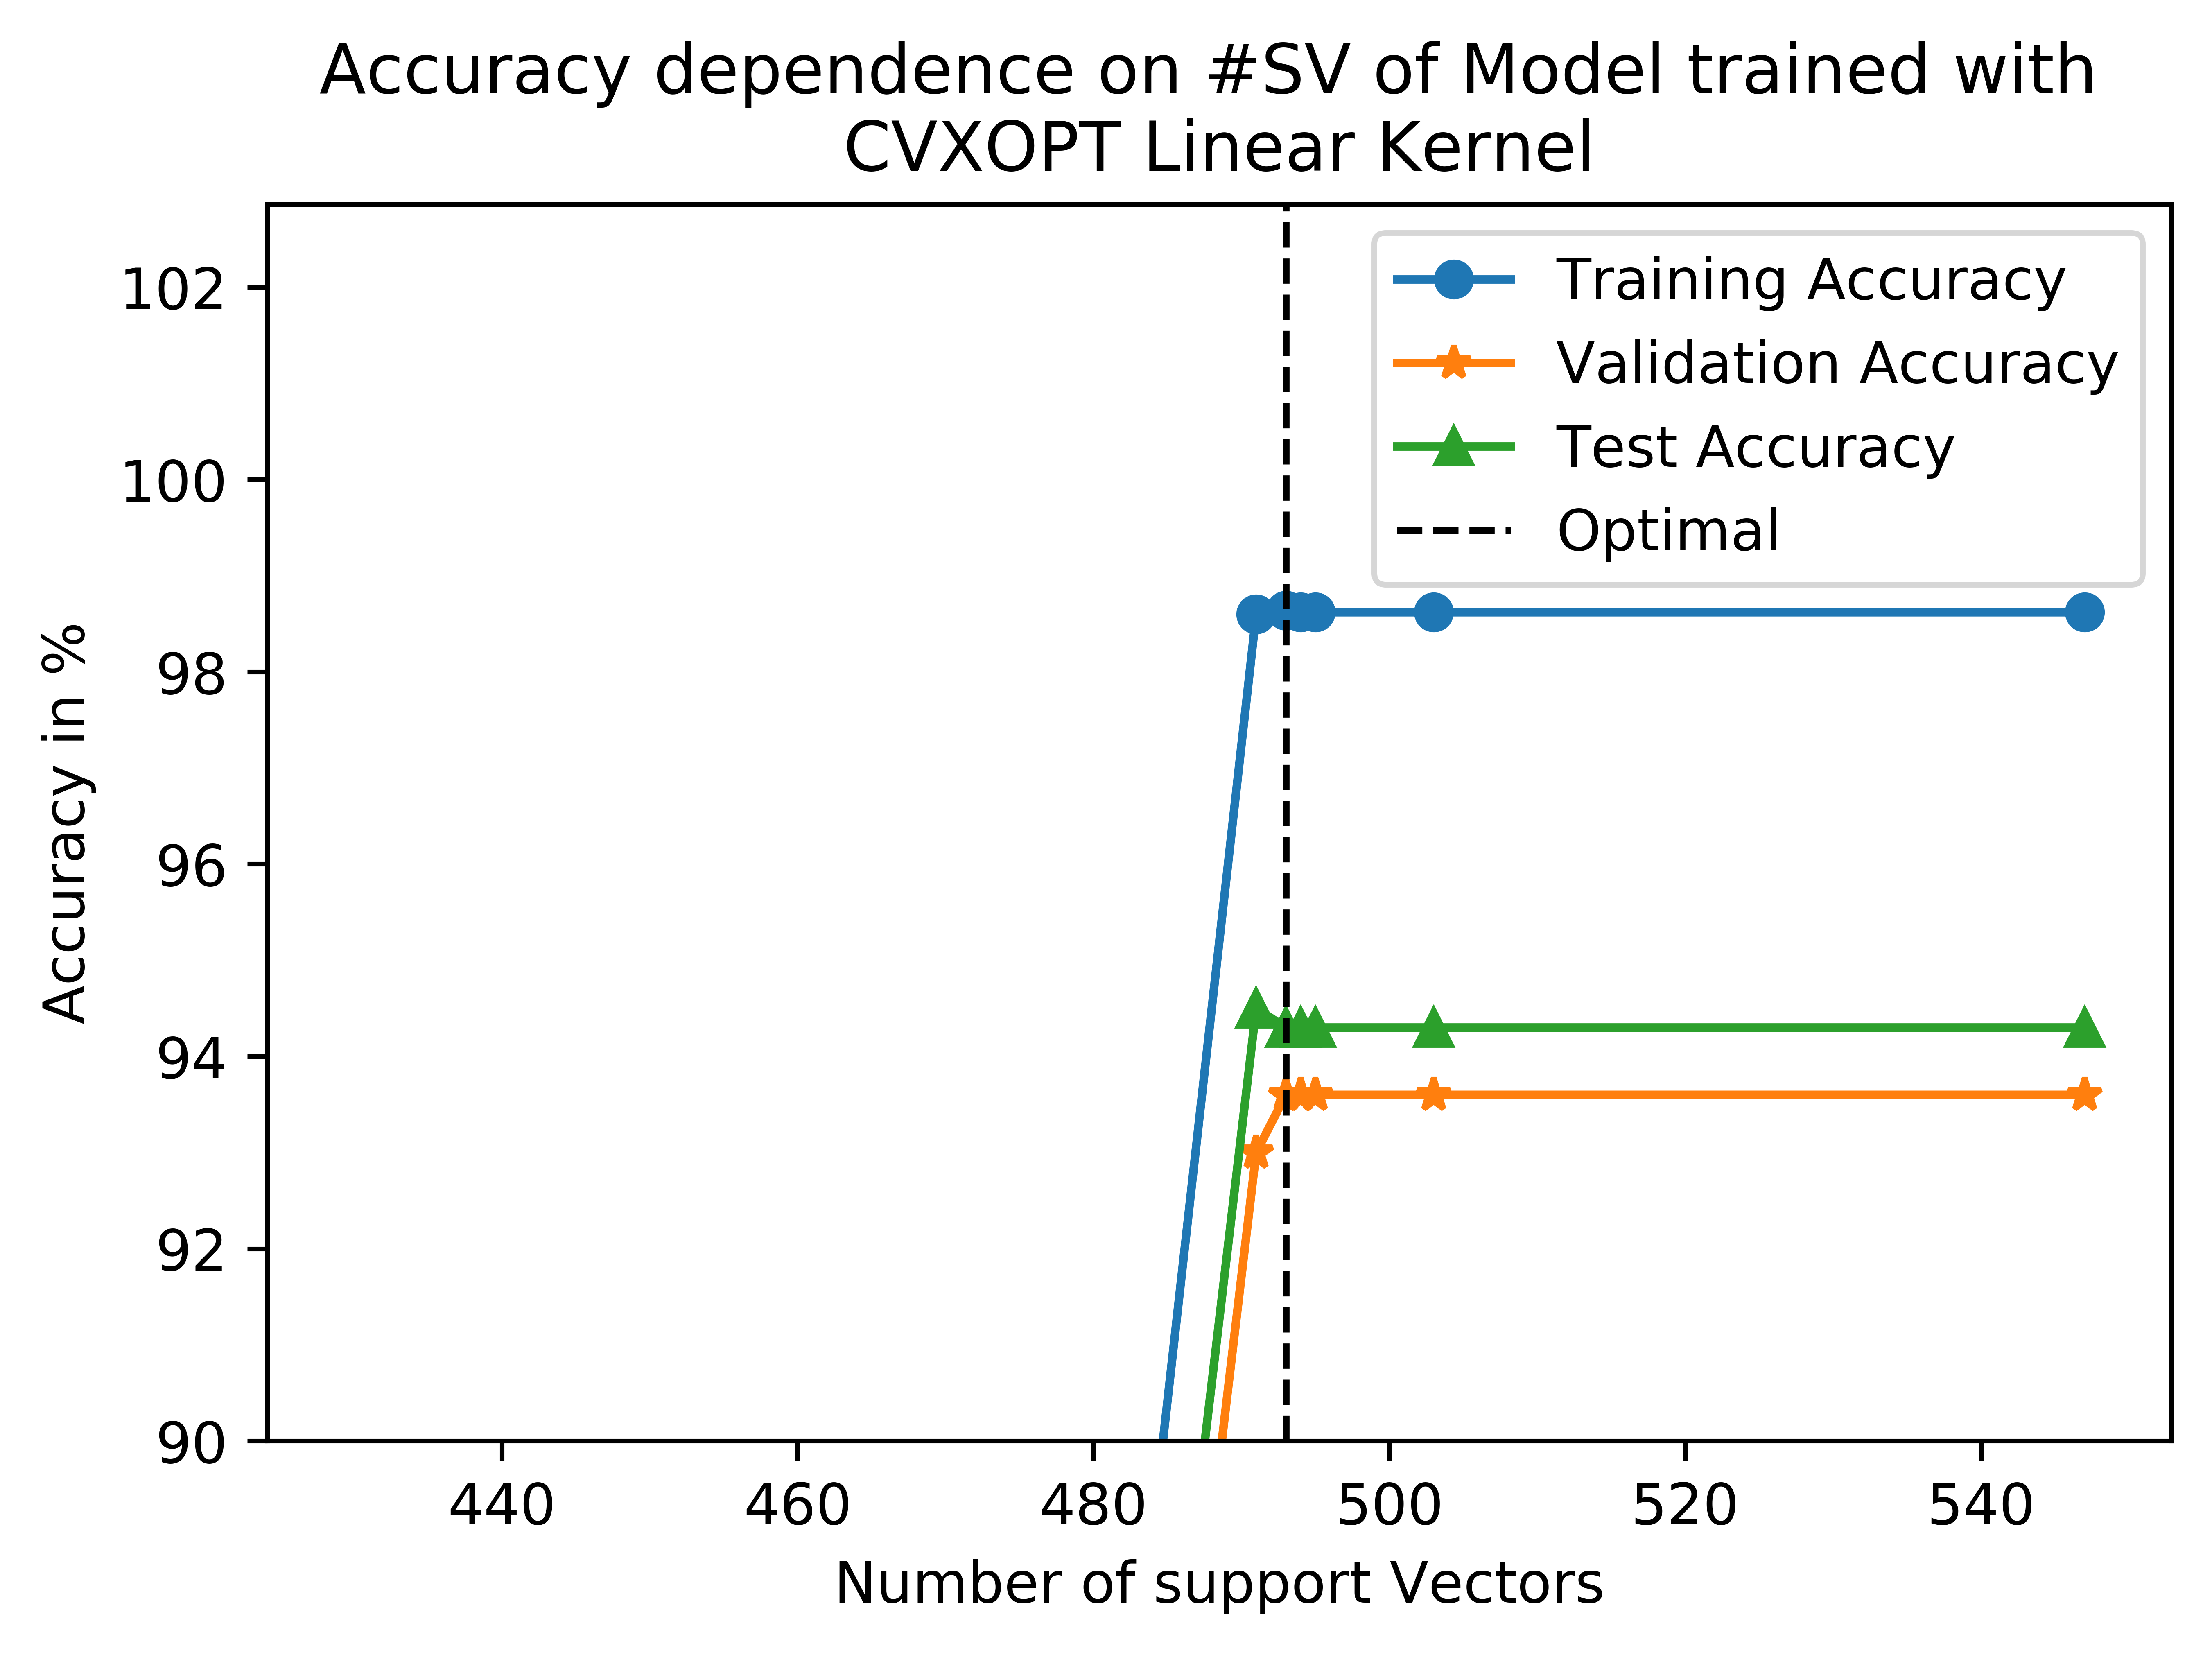 Accuracy dependence on #SV of Model trained with
CVXOPT Linear Kernel
Training Accuracy
Validation Accuracy
Test Accuracy
Optimal
Accuracy in %
102
100
98
96
94
92
90
440 460 480 500 520 540
Number of support Vectors